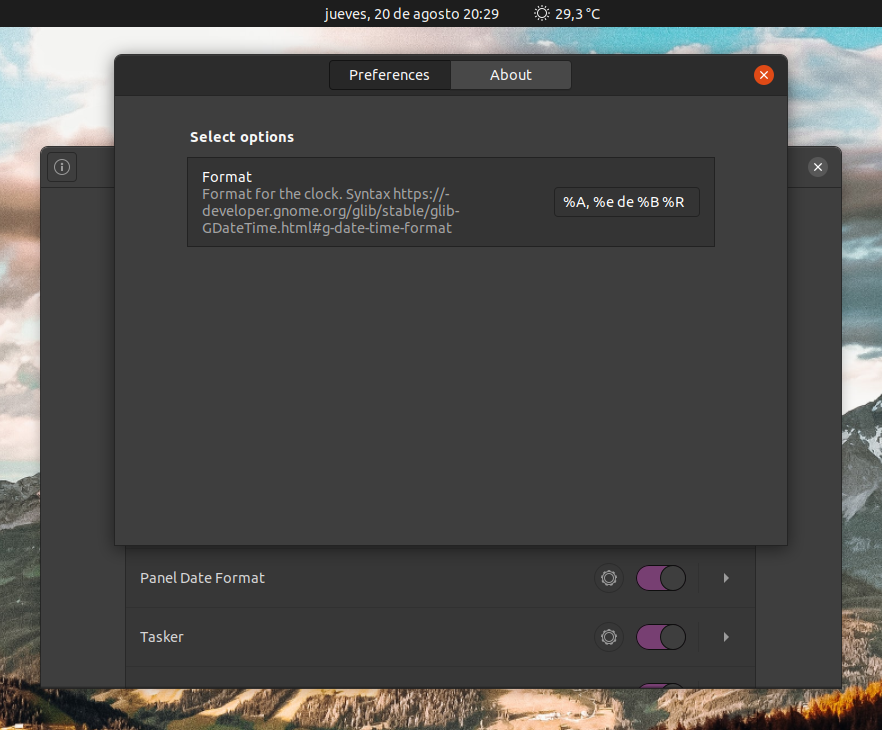 jueves, 20 de agosto 20:29 29,3 °C
Preferences About
Select options
Format
Format for the clock. Syntax https://-
developer.gnome.org/glib/stable/glib-
GDateTime.html#g-date-time-format
%A, %e de %B %R
Panel Date Format
Tasker